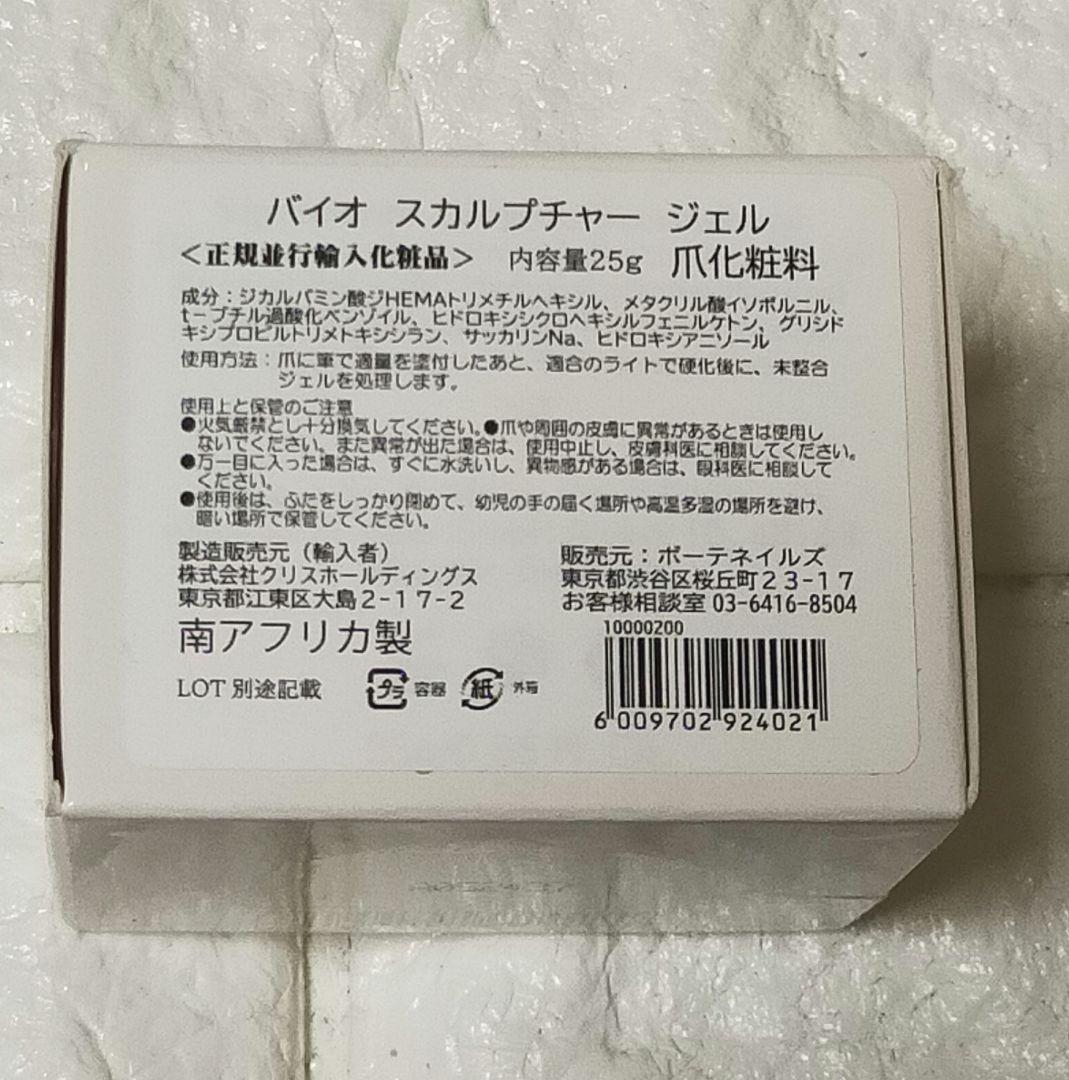 バイオ スカルプチャー ジェル
＜正規並行輸入化粧品＞ 内容量25g 爪化粧料
成分：ジカルバミン酸ジHEMAトリメチルヘキシル、メタクリル酸イソボルニル、
t－ブチル過酸化ベンゾイル、ヒドロキシシクロヘキシルフェニルケトン、グリシド
キシプロピルトリメトキシシラン、サッカリンNa、ヒドロキシアニソール
使用方法：爪に筆で適量を塗付したあと、適合のライトで硬化後に、未整合
ジェルを処理します。
使用上と保管のご注意
●火気厳禁とし十分換気してください。●爪や周囲の皮膚に異常があるときは使用し
ないでください。また異常が出た場合は、使用中止し、皮膚科医に相談してください。
●万一目に入った場合は、すぐに水洗いし、異物感がある場合は、眼科医に相談して
ください。
●使用後は、ふたをしっかり閉めて、幼児の手の届く場所や高温多湿の場所を避け、
暗い場所で保管してください。
製造販売元（輸入者）
株式会社クリスホールディングス
東京都江東区大島2－17－2
販売元：ボーテネイルズ
東京都渋谷区桜丘町23－17
お客様相談室 03-6416-8504
南アフリカ製
LOT 別途記載
プラ 容器 紙 外箱
10000200
6 009702 924021